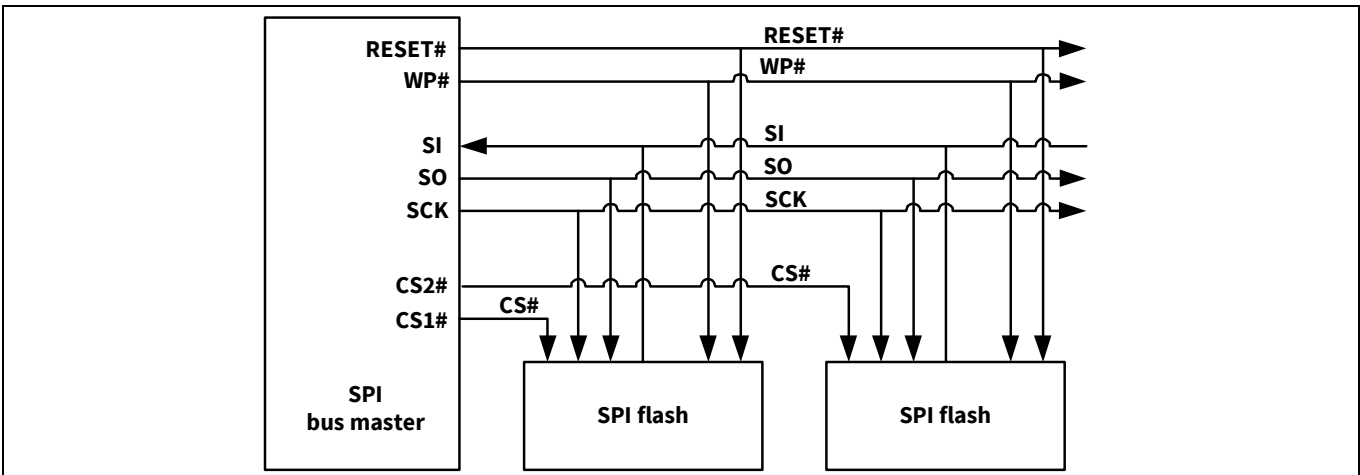 RESET#
RESET#
WP#
WP#
SI
SI
SO
SO
SCK
SCK
CS2#
CS#
CS1#
CS#
SPI
bus master
SPI flash
SPI flash